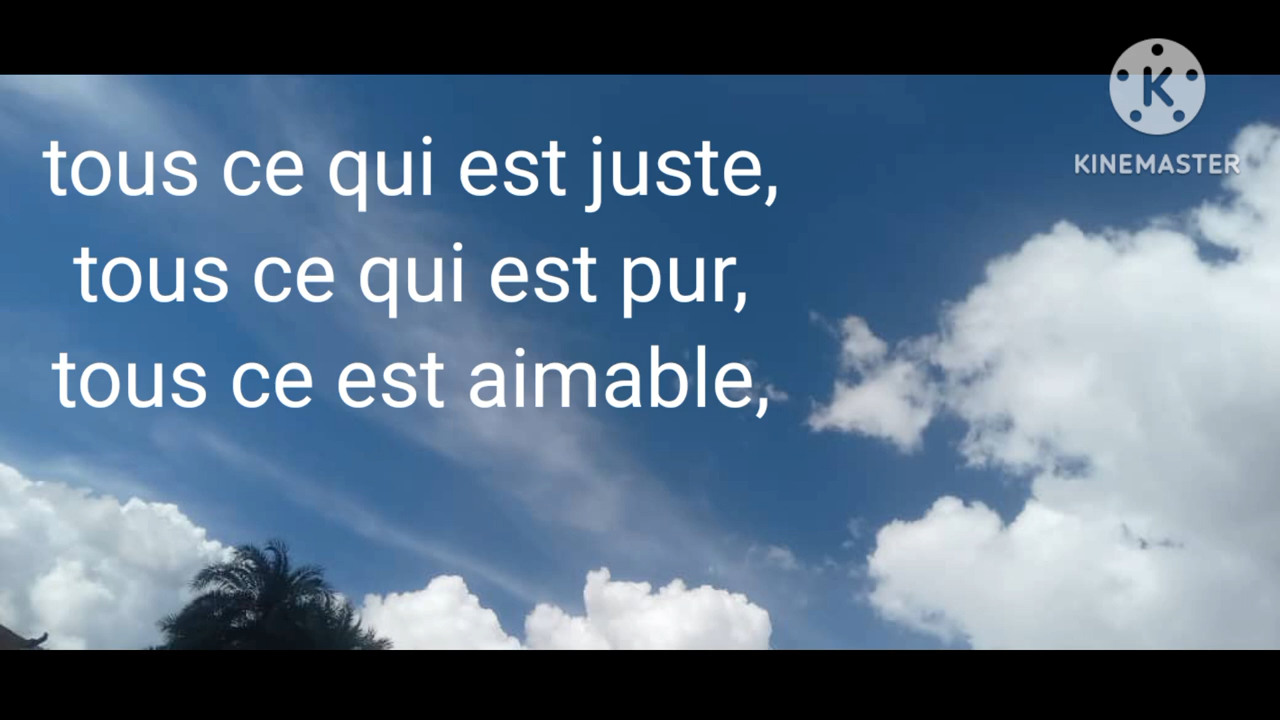 tous ce qui est juste,
tous ce qui est pur,
tous ce est aimable,
K
KINEMASTER